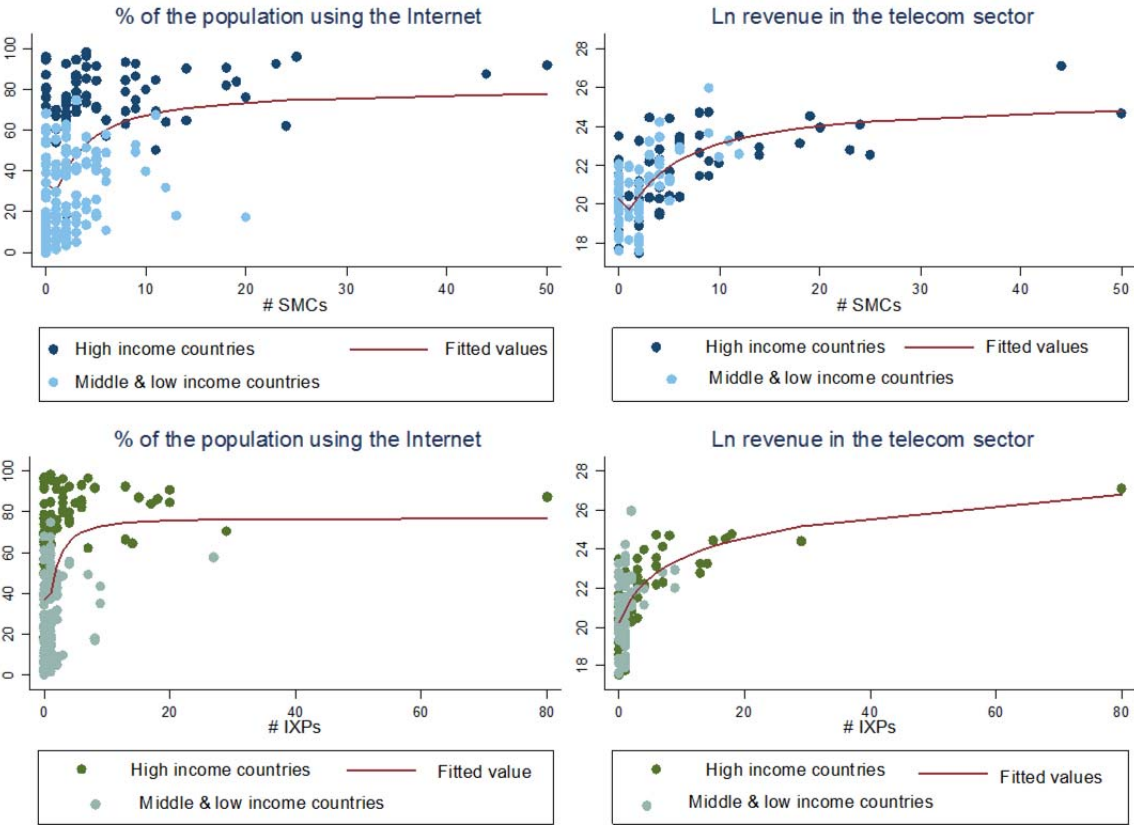 % of the population using the Internet
100
80
60
40
20
0
0 10 20 30 40 50
# SMCs
High income countries Fitted values
Middle & low income countries
Ln revenue in the telecom sector
28
26
24
22
20
18
0 10 20 30 40 50
# SMCs
High income countries Fitted values
Middle & low income countries
% of the population using the Internet
100
80
60
40
20
0
0 20 40 60 80
# IXPs
High income countries Fitted value
Middle & low income countries
Ln revenue in the telecom sector
28
26
24
22
20
18
0 20 40 60 80
# IXPs
High income countries Fitted values
Middle & low income countries